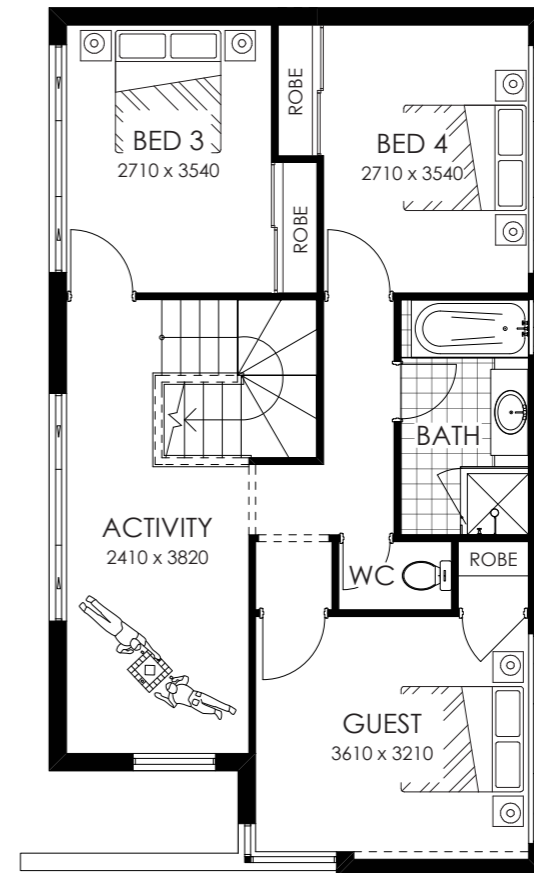 BED 3
2710 x 3540
ROBE
ROBE
BED 4
2710 x 3540
BATH
ACTIVITY
2410 x 3820
WC
ROBE
GUEST
3610 x 3210